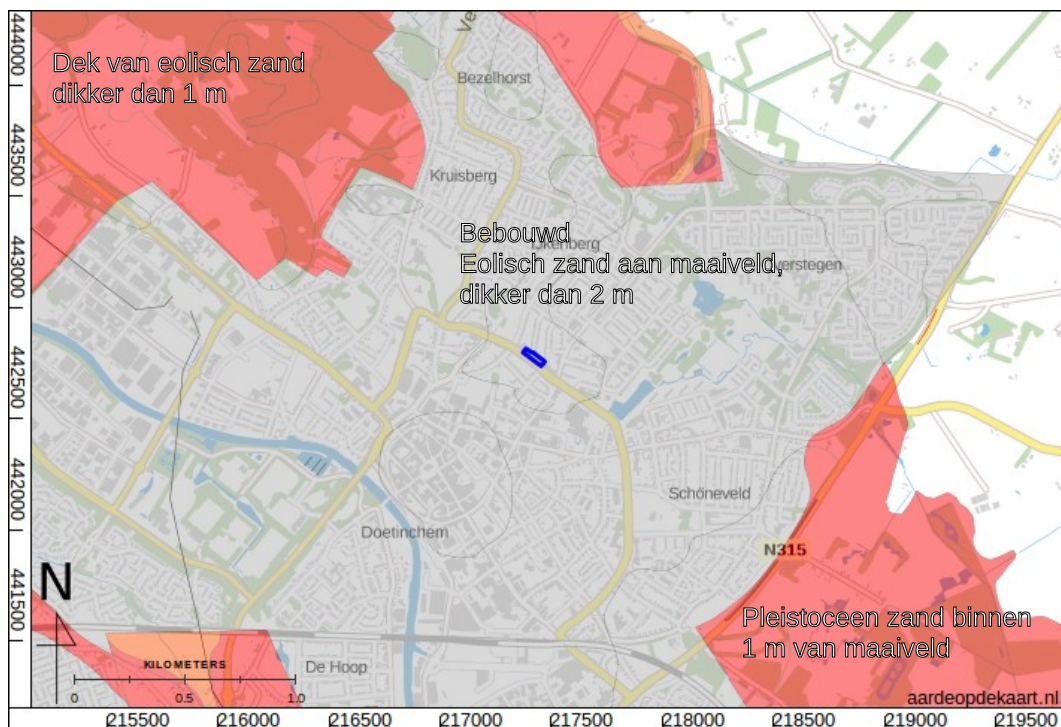 Dek van eolisch zand
dikker dan 1 m
Bezelhorst
Kruisberg
Bebouwd
IJkenberg
Eolisch zand aan maaiveld,
erstegen
dikker dan 2 m
Schöneveld
Doetinchem
N315
Pleistoceen zand binnen
1 m van maaiveld
De Hoop
N
KILOMETERS
0 0.5 1.0
aardeopdekaart.nl
444000
443500
443000
442500
442000
441500
215500 216000 216500 217000 217500 218000 218500 219000 219500